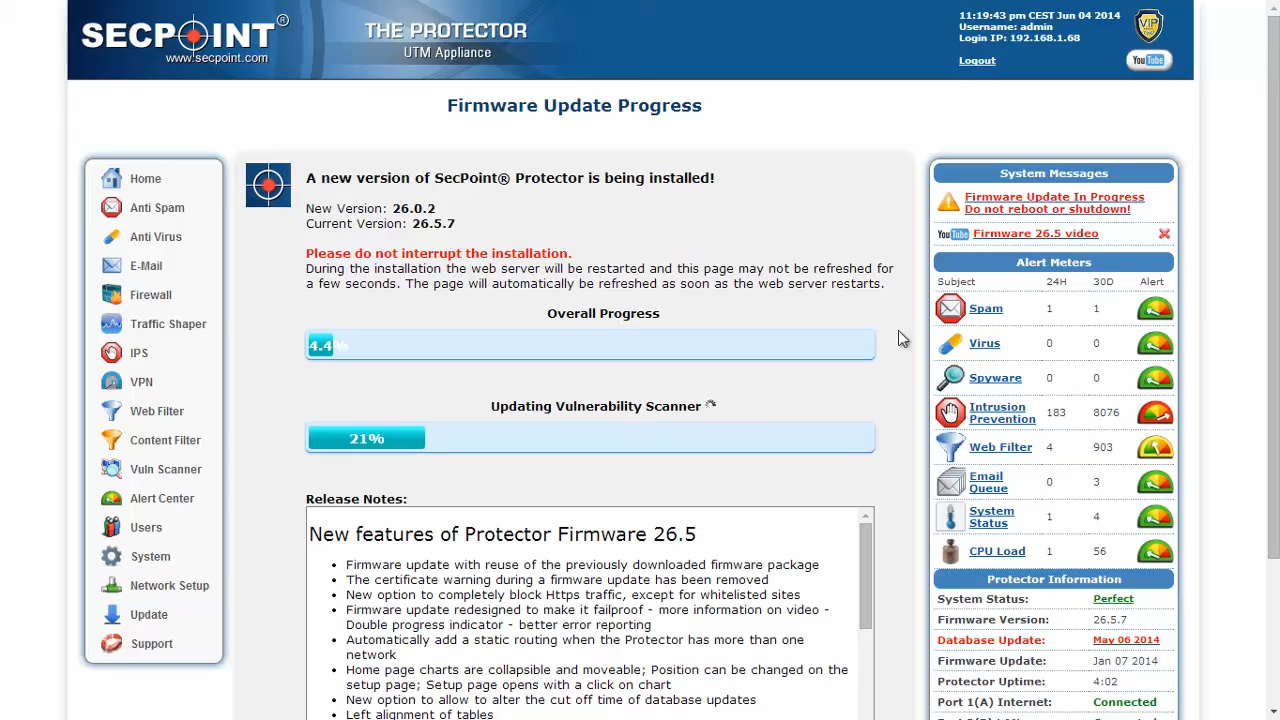 SECPOINT®
www.secpoint.com
THE PROTECTOR
UTM Appliance
11:19:43 pm CEST Jun 04 2014
Username: admin
Login IP: 192.168.1.68
Logout
VIP
YouTube
Firmware Update Progress
Home
Anti Spam
Anti Virus
E-Mail
Firewall
Traffic Shaper
IPS
VPN
Web Filter
Content Filter
Vuln Scanner
Alert Center
Users
System
Network Setup
Update
Support
A new version of SecPoint® Protector is being installed!
New Version: 26.0.2
Current Version: 26.5.7
Please do not interrupt the installation.
During the installation the web server will be restarted and this page may not be refreshed for
a few seconds. The page will automatically be refreshed as soon as the web server restarts.
Overall Progress
4.4%
Updating Vulnerability Scanner
21%
Release Notes:
New features of Protector Firmware 26.5
• Firmware update with reuse of the previously downloaded firmware package
• The certificate warning during a firmware update has been removed
• New option to completely block Https traffic, except for whitelisted sites
• Firmware update redesigned to make it failproof - more information on video -
Double progress indicator - better error reporting
• Automatically add a static routing when the Protector has more than one
network
• Home page charts are collapsible and moveable; Position can be changed on the
setup page; Setup page opens with a click on chart
• New option to allow to alter the cut off time of database updates
• Left alignment of tables
System Messages
Firmware Update In Progress
Do not reboot or shutdown!
YouTube Firmware 26.5 video
Alert Meters
Subject 24H 30D Alert
Spam 1 1
Virus 0 0
Spyware 0 0
Intrusion
Prevention 183 8076
Web Filter 4 903
Email
Queue 0 3
System
Status 1 4
CPU Load 1 56
Protector Information
System Status: Perfect
Firmware Version: 26.5.7
Database Update: May 06 2014
Firmware Update: Jan 07 2014
Protector Uptime: 4:02
Port 1(A) Internet: Connected